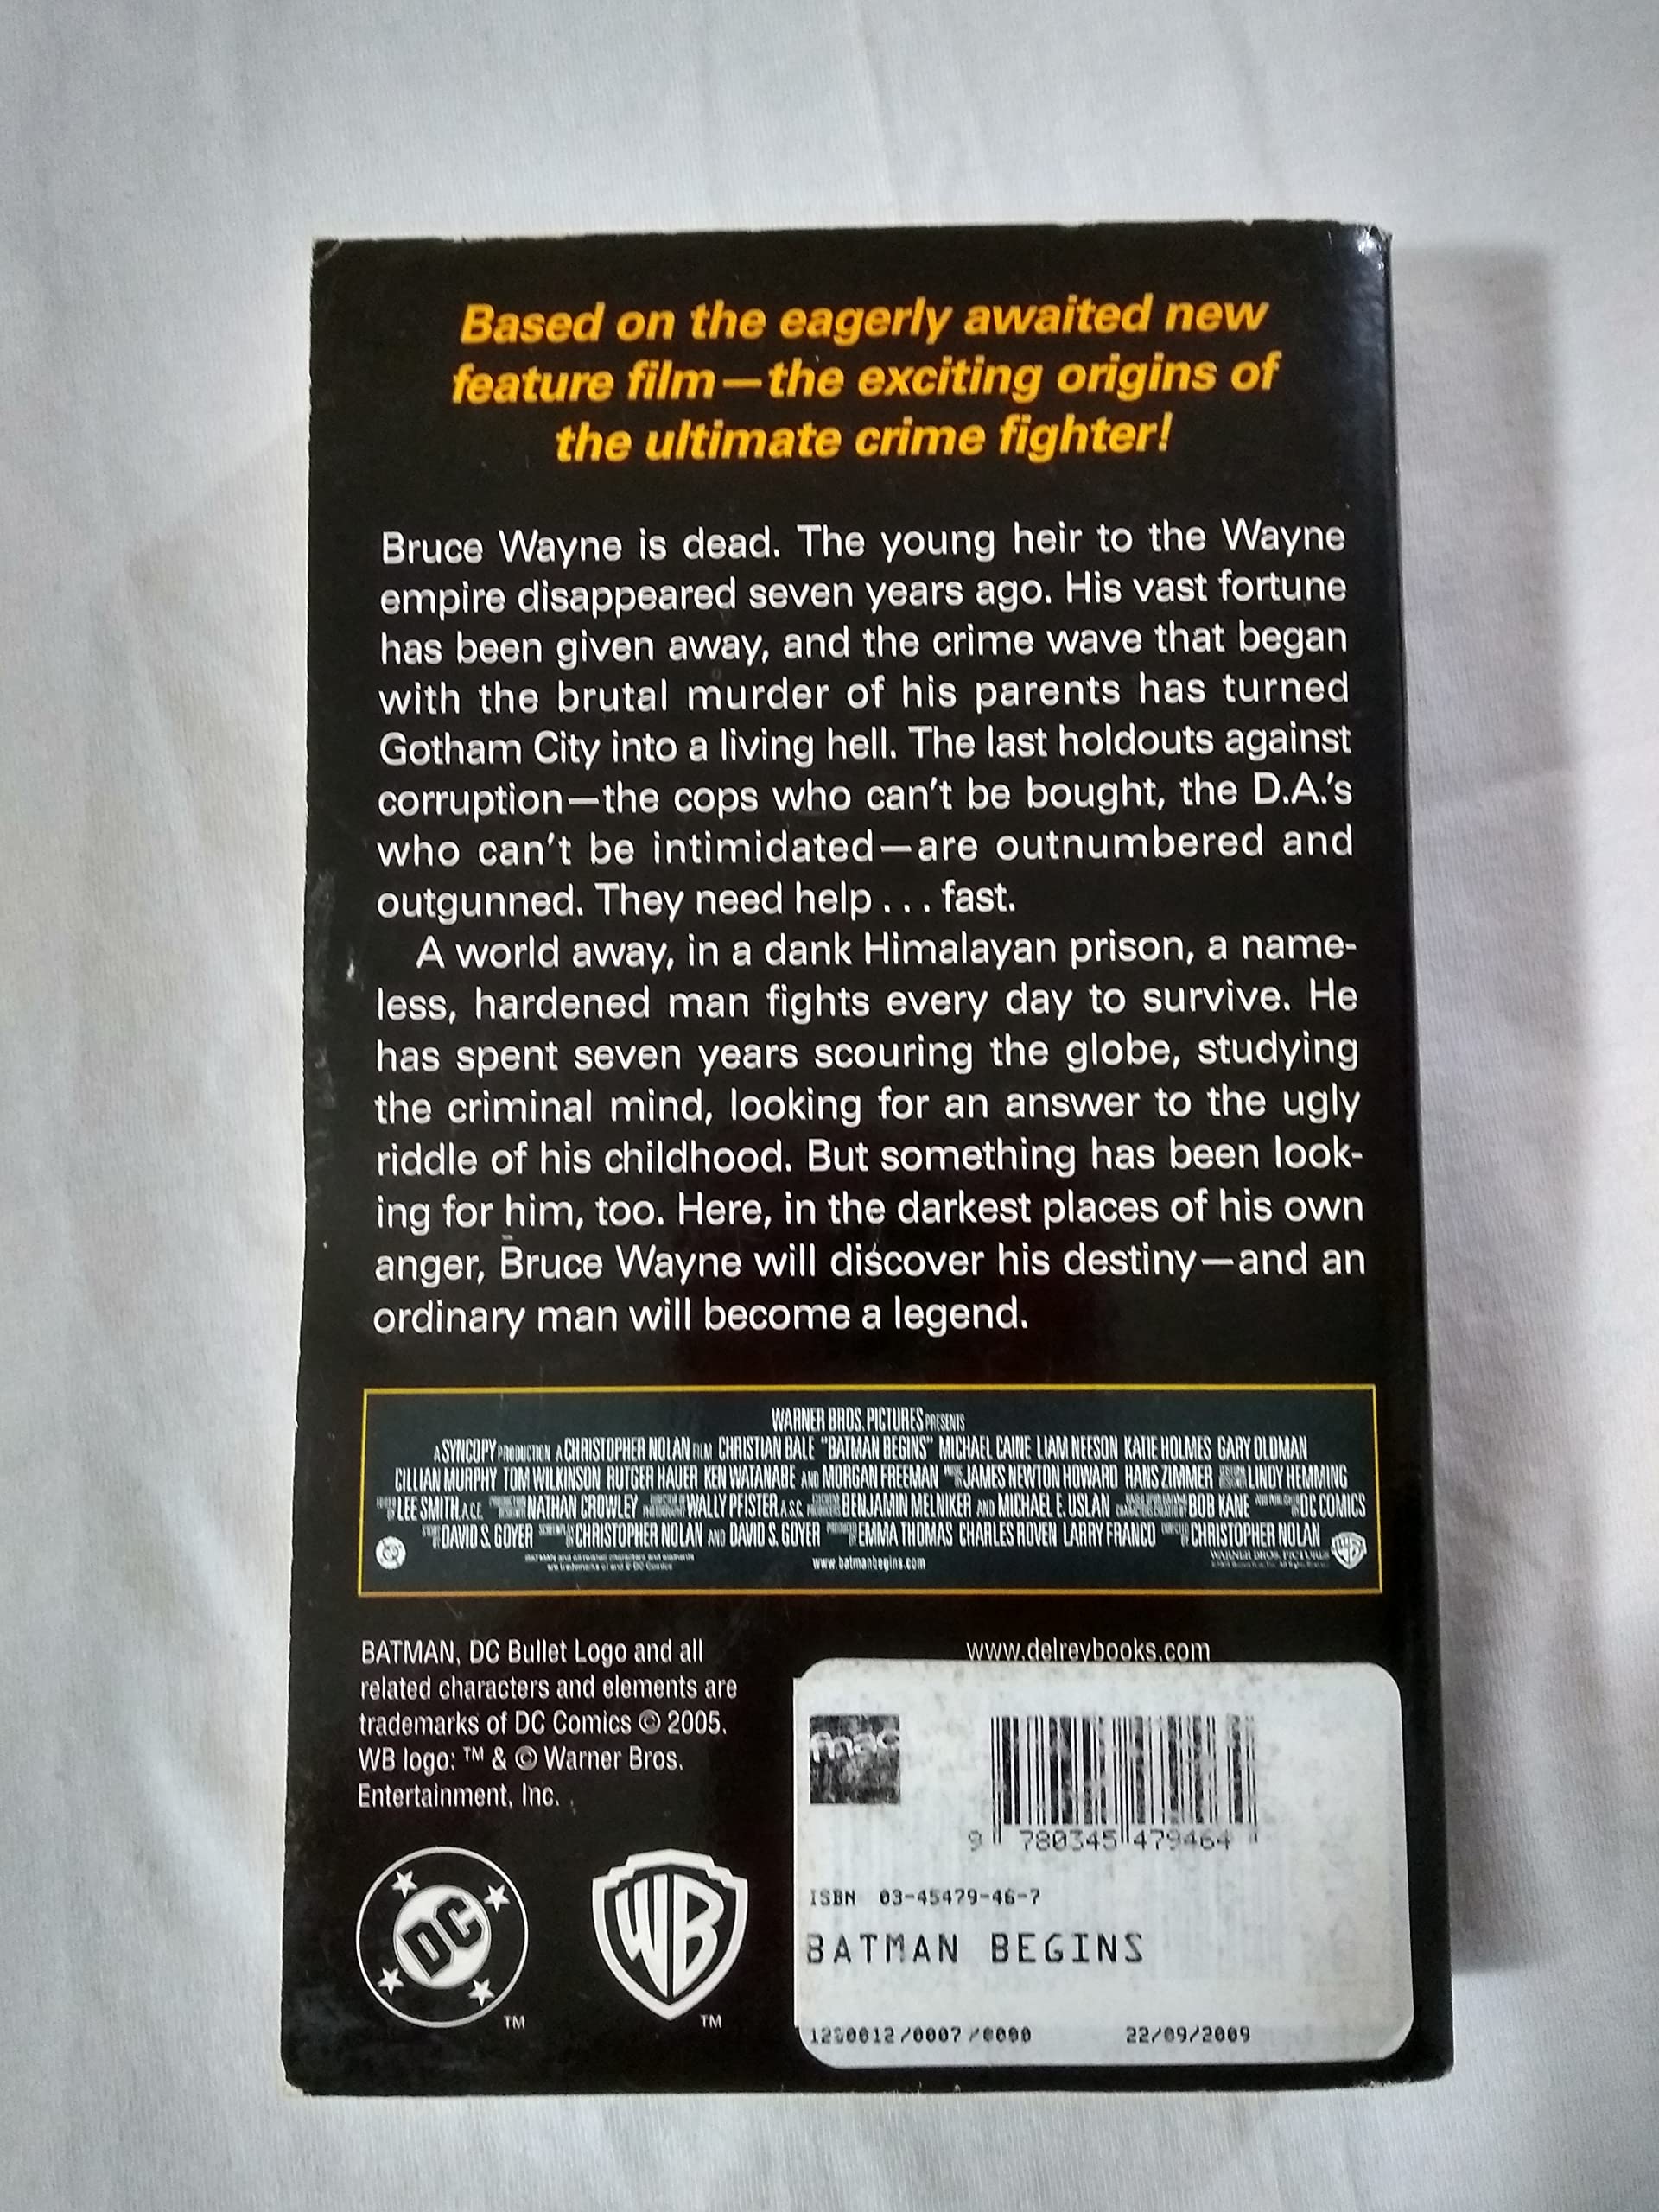 Based on the eagerly awaited new
feature film—the exciting origins of
the ultimate crime fighter!
Bruce Wayne is dead. The young heir to the Wayne
empire disappeared seven years ago. His vast fortune
has been given away, and the crime wave that began
with the brutal murder of his parents has turned
Gotham City into a living hell. The last holdouts against
corruption—the cops who can't be bought, the D.A.'s
who can't be intimidated—are outnumbered and
outgunned. They need help . . . fast.
A world away, in a dank Himalayan prison, a name-
less, hardened man fights every day to survive. He
has spent seven years scouring the globe, studying
the criminal mind, looking for an answer to the ugly
riddle of his childhood. But something has been look-
ing for him, too. Here, in the darkest places of his own
anger, Bruce Wayne will discover his destiny—and an
ordinary man will become a legend.
WARNER BROS. PICTURES PRESENTS
A SYNCOPY PRODUCTION A CHRISTOPHER NOLAN FILM CHRISTIAN BALE "BATMAN BEGINS" MICHAEL CAINE LIAM NEESON KATIE HOLMES GARY OLDMAN
CILLIAN MURPHY TOM WILKINSON RUTGER HAUER KEN WATANABE AND MORGAN FREEMAN JAMES NEWTON HOWARD HANS ZIMMER LINDY HEMMING
LEE SMITH, A.C.E. NATHAN CROWLEY WALLY PFISTER, A.S.C. BENJAMIN MELNIKER AND MICHAEL E. USLAN BOB KANE DC COMICS
DAVID S. GOYER CHRISTOPHER NOLAN AND DAVID S. GOYER EMMA THOMAS CHARLES ROVEN LARRY FRANCO CHRISTOPHER NOLAN
www.batmanbegins.com
WARNER BROS. PICTURES
BATMAN, DC Bullet Logo and all
related characters and elements are
trademarks of DC Comics © 2005.
WB logo: ™ & © Warner Bros.
Entertainment, Inc.
DC ™
WB ™
www.delreybooks.com
fnac
9 780345 479464
ISBN 03-45479-46-7
BATMAN BEGINS
22/09/2009